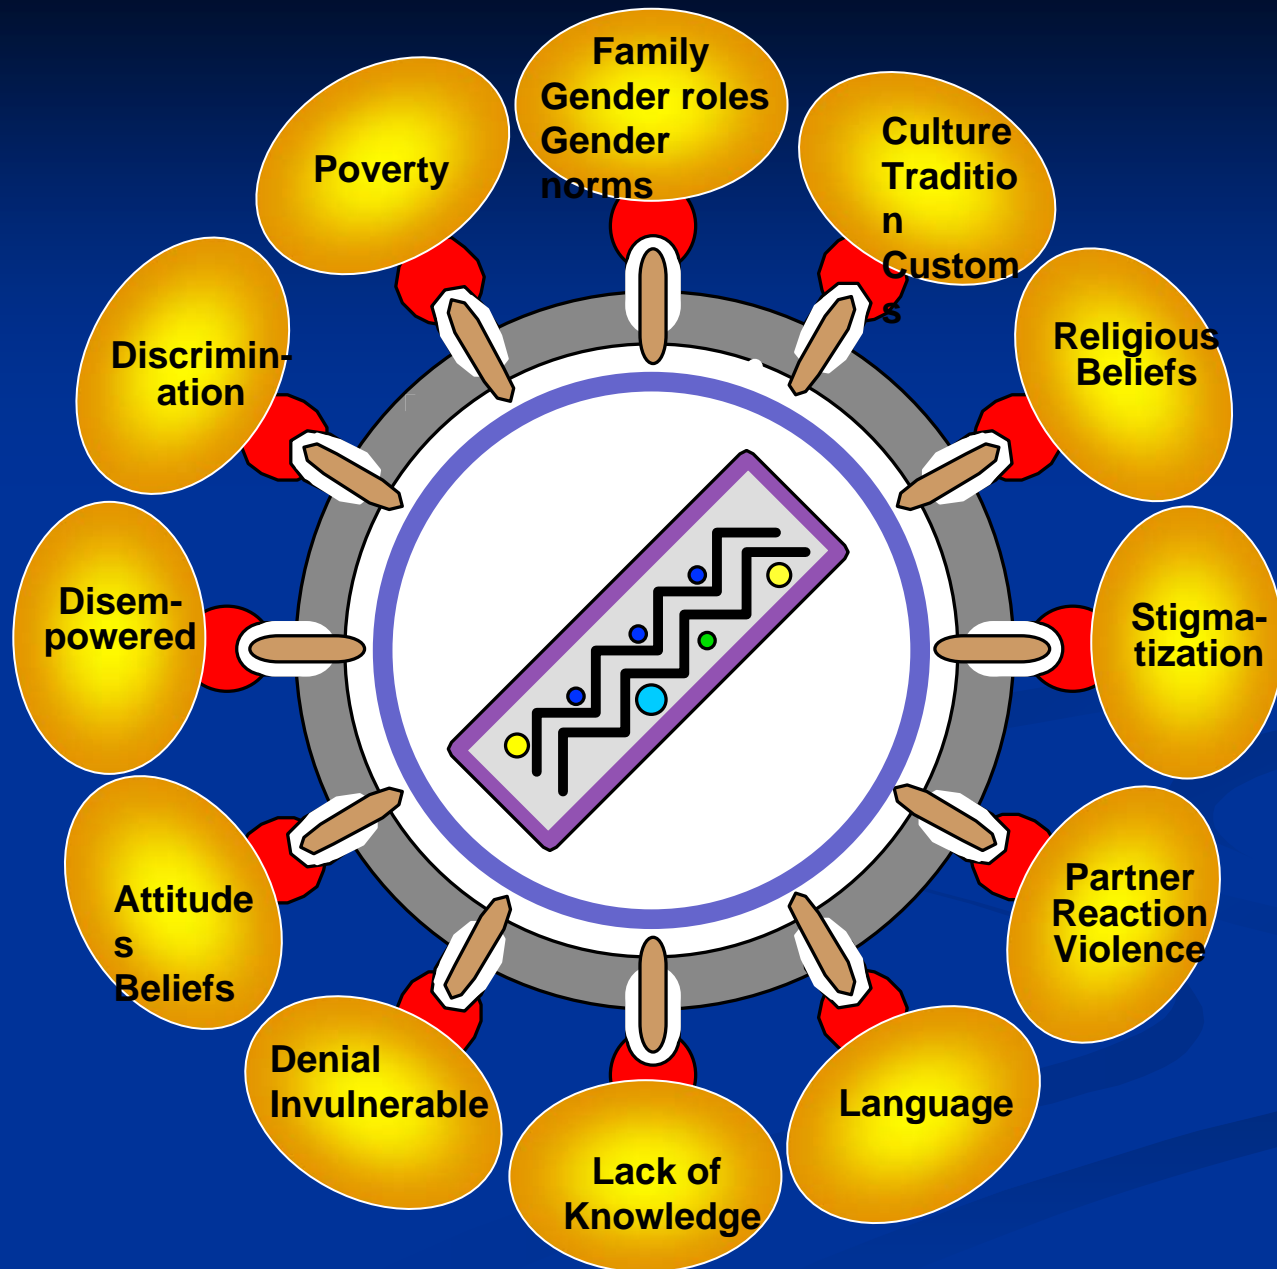 Family
Gender roles
Gender
norms
Culture
Traditio
n
Custom
s
Religious
Beliefs
Stigma-
tization
Partner
Reaction
Violence
Language
Lack of
Knowledge
Denial
Invulnerable
Attitude
s
Beliefs
Disem-
powered
Discrimin-
ation
Poverty